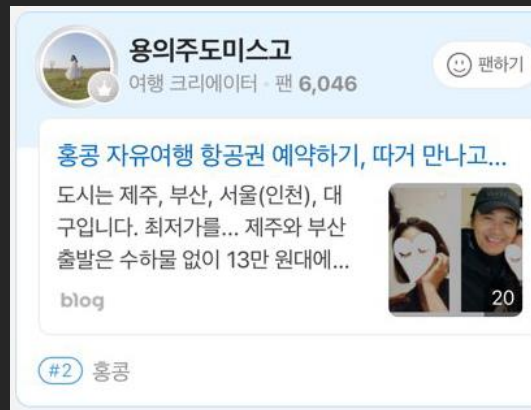 용의주도미스고
여행 크리에이터 · 팬 6,046
팬하기
홍콩 자유여행 항공권 예약하기, 따거 만나고...
도시는 제주, 부산, 서울(인천), 대
구입니다. 최저가를... 제주와 부산
출발은 수하물 없이 13만 원대에...
20
blog
#2 홍콩